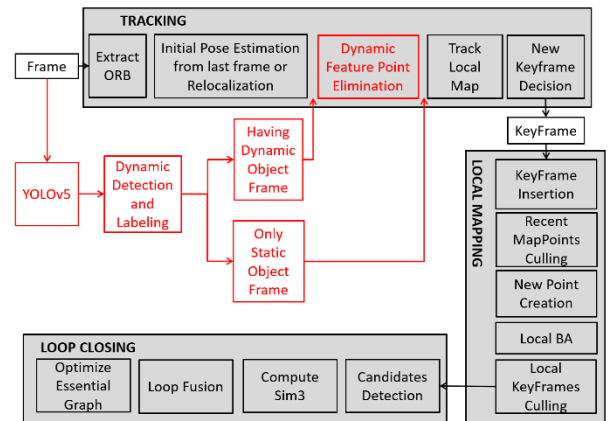 TRACKING
Frame
Extract
ORB
Initial Pose Estimation
from last frame or
Relocalization
Dynamic
Feature Point
Elimination
Track
Local
Map
New
Keyframe
Decision
KeyFrame
YOLOv5
Dynamic
Detection
and
Labeling
Having
Dynamic
Object
Frame
Only
Static
Object
Frame
LOCAL MAPPING
KeyFrame
Insertion
Recent
MapPoints
Culling
New Point
Creation
Local BA
Local
KeyFrames
Culling
LOOP CLOSING
Optimize
Essential
Graph
Loop Fusion
Compute
Sim3
Candidates
Detection